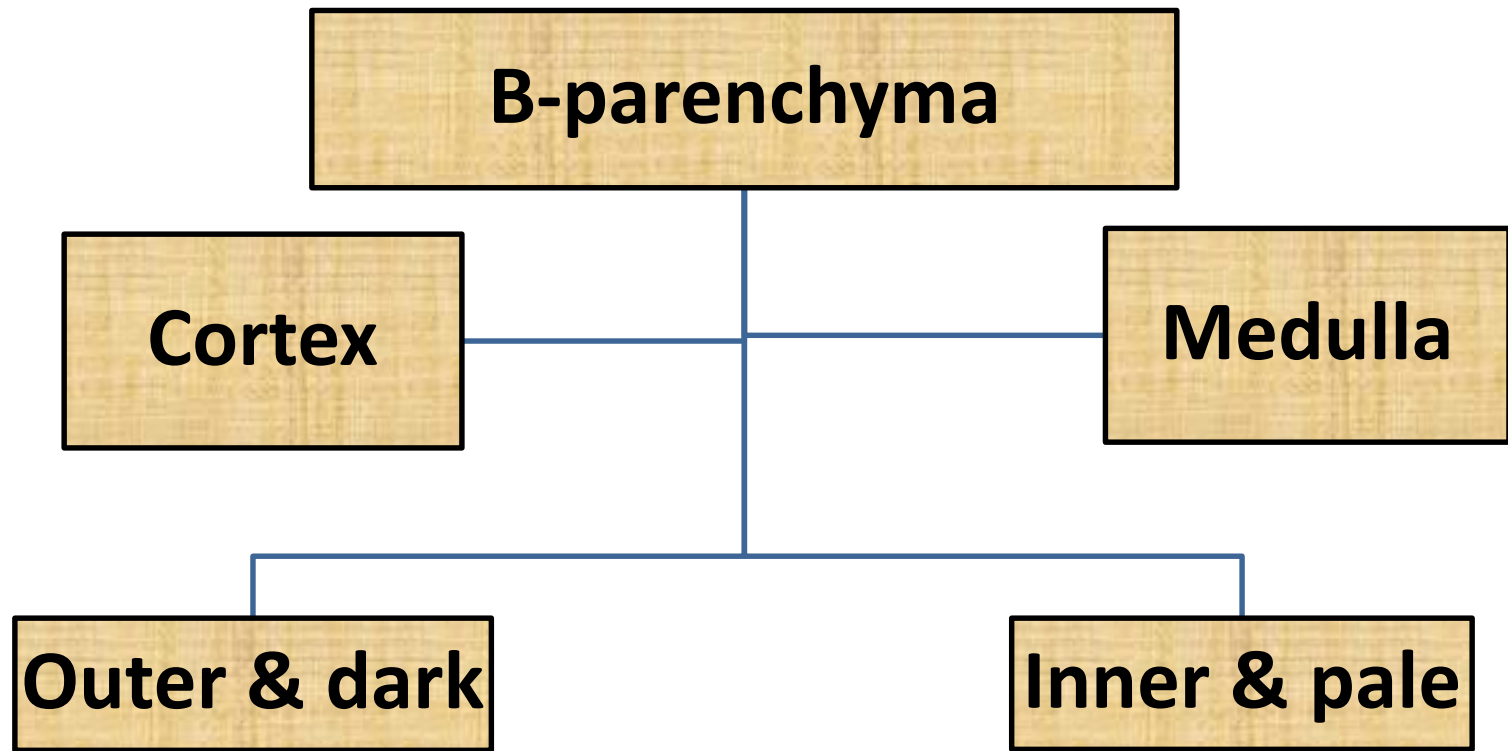 B-parenchyma
Cortex
Medulla
Outer & dark
Inner & pale